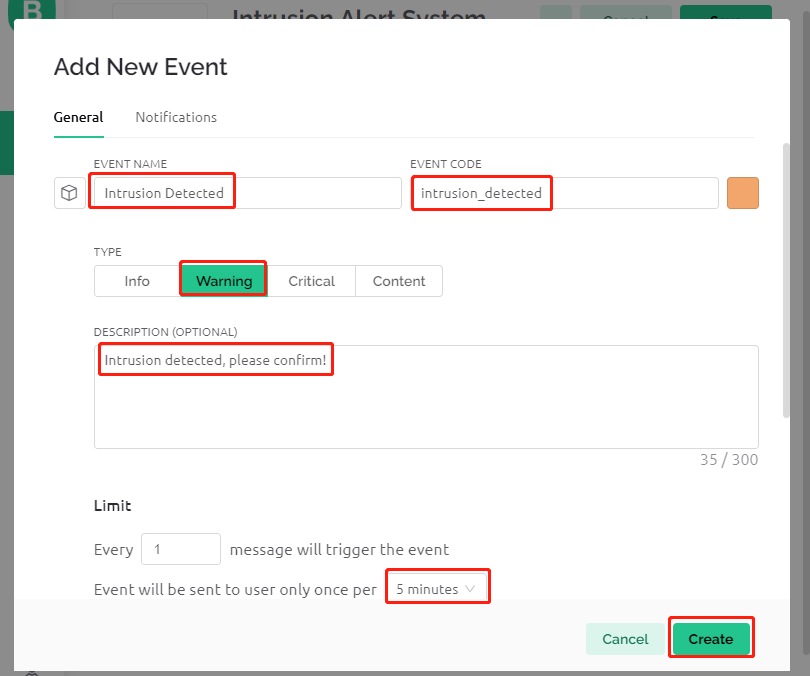 B
Intrusion Alert System
Cancel
Save
Add New Event
General
Notifications
EVENT NAME
EVENT CODE
Intrusion Detected
intrusion_detected
TYPE
Info
Warning
Critical
Content
DESCRIPTION (OPTIONAL)
Intrusion detected, please confirm!
35 / 300
Limit
Every 1 message will trigger the event
Event will be sent to user only once per 5 minutes
Cancel
Create